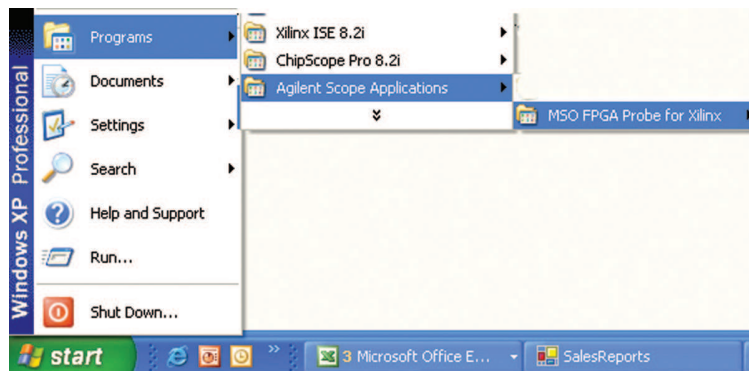 Windows XP Professional
Programs
Documents
Settings
Search
Help and Support
Run...
Shut Down...
Xilinx ISE 8.2i
ChipScope Pro 8.2i
Agilent Scope Applications
MSO FPGA Probe for Xilinx
start
3 Microsoft Office E...
SalesReports